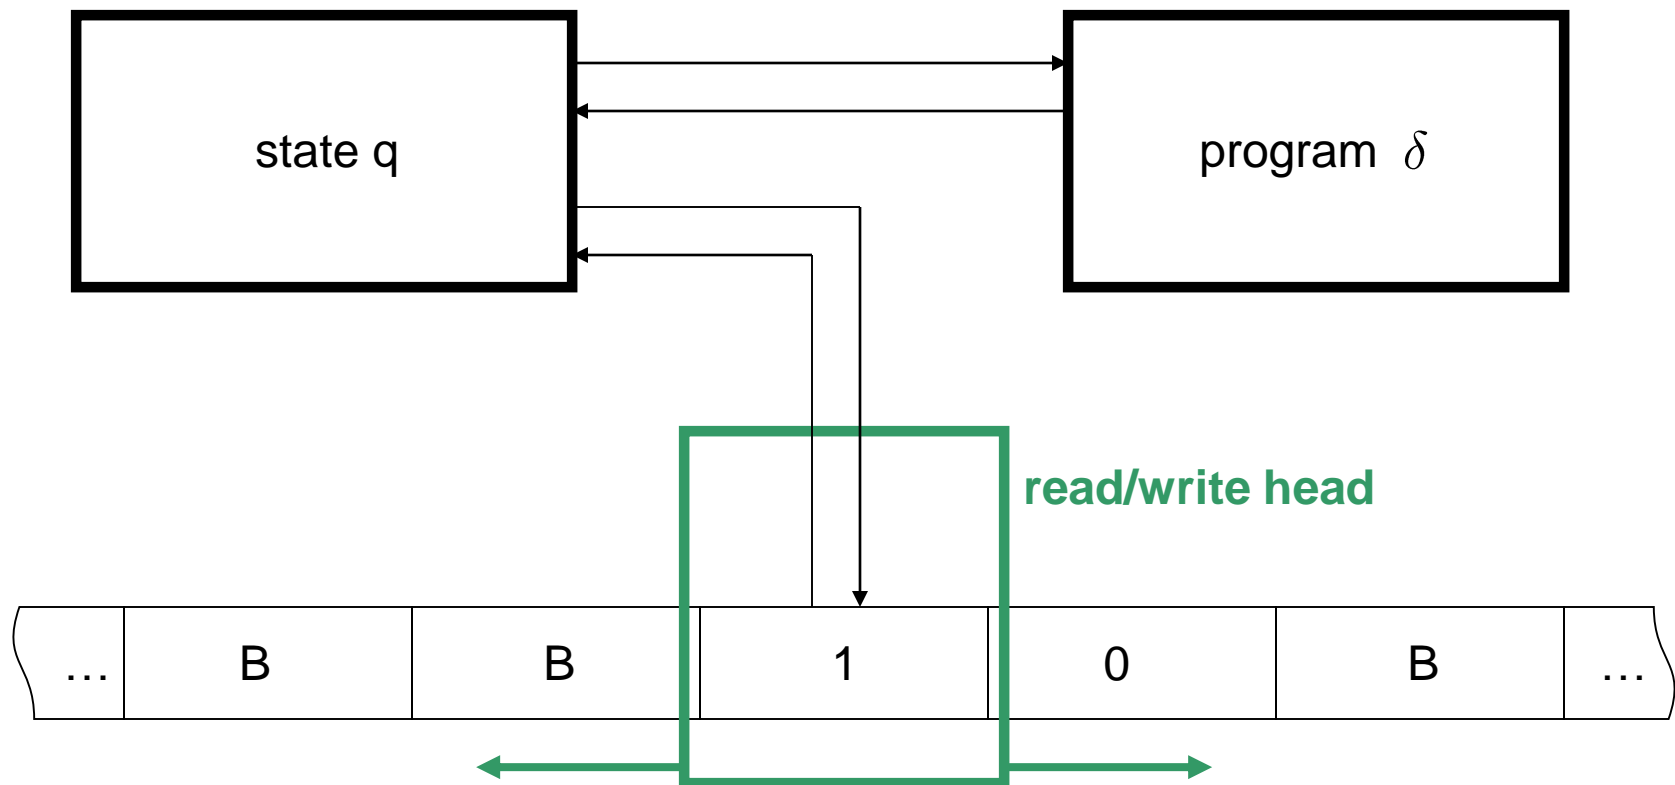 state q
program δ
read/write head
… B B 1 0 B …